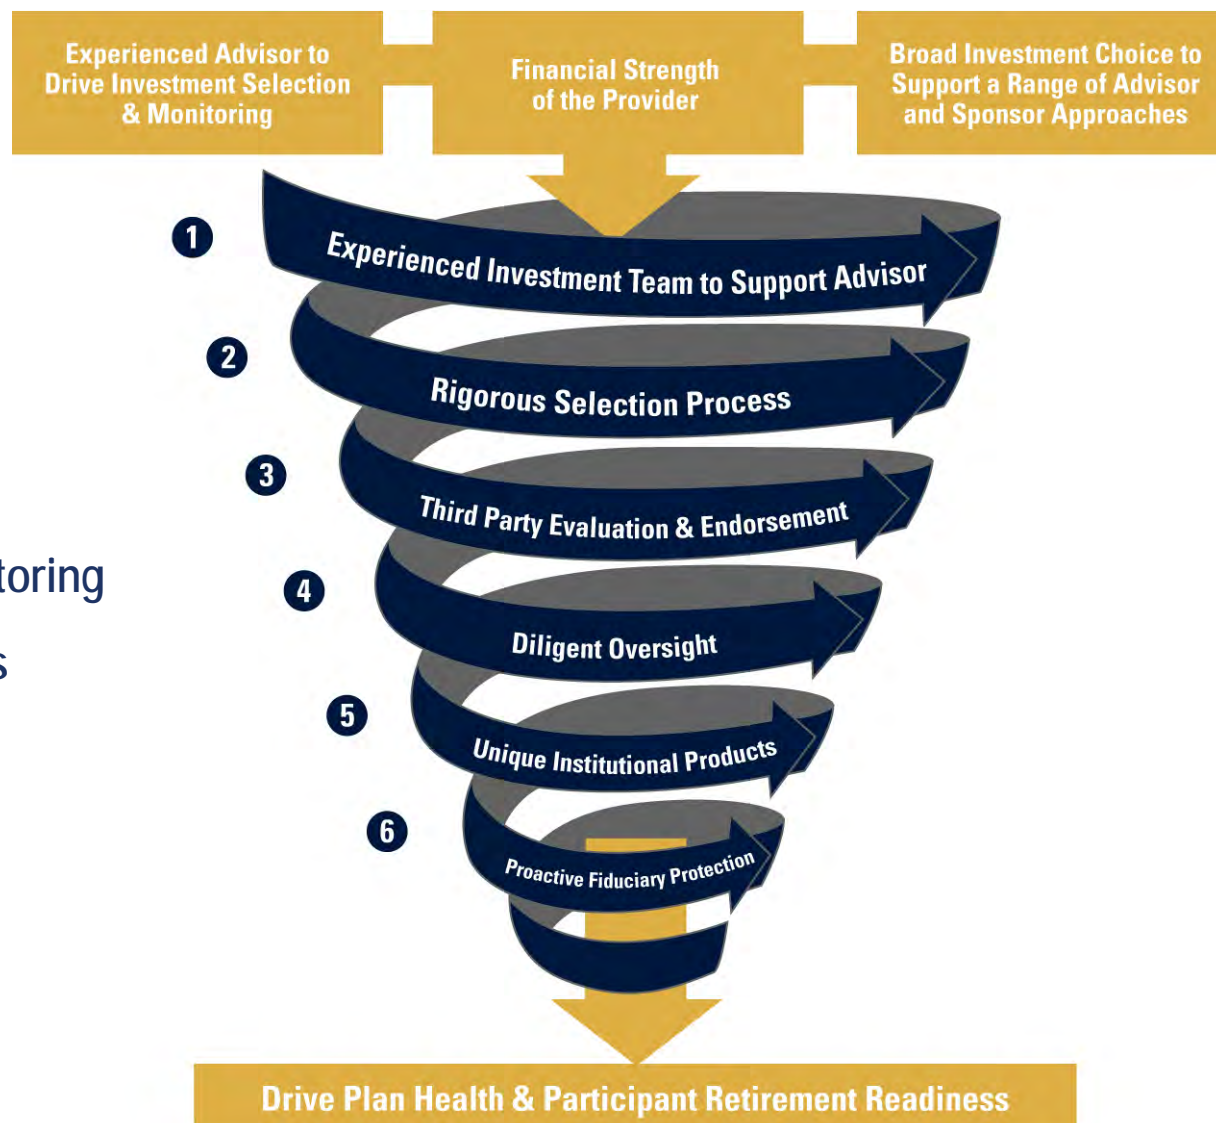 Experienced Advisor to
Drive Investment Selection
& Monitoring
Financial Strength
of the Provider
Broad Investment Choice to
Support a Range of Advisor
and Sponsor Approaches
1
Experienced Investment Team to Support Advisor
2
Rigorous Selection Process
3
Third Party Evaluation & Endorsement
toring
4
Diligent Oversight
s
5
Unique Institutional Products
6
Proactive Fiduciary Protection
Drive Plan Health & Participant Retirement Readiness